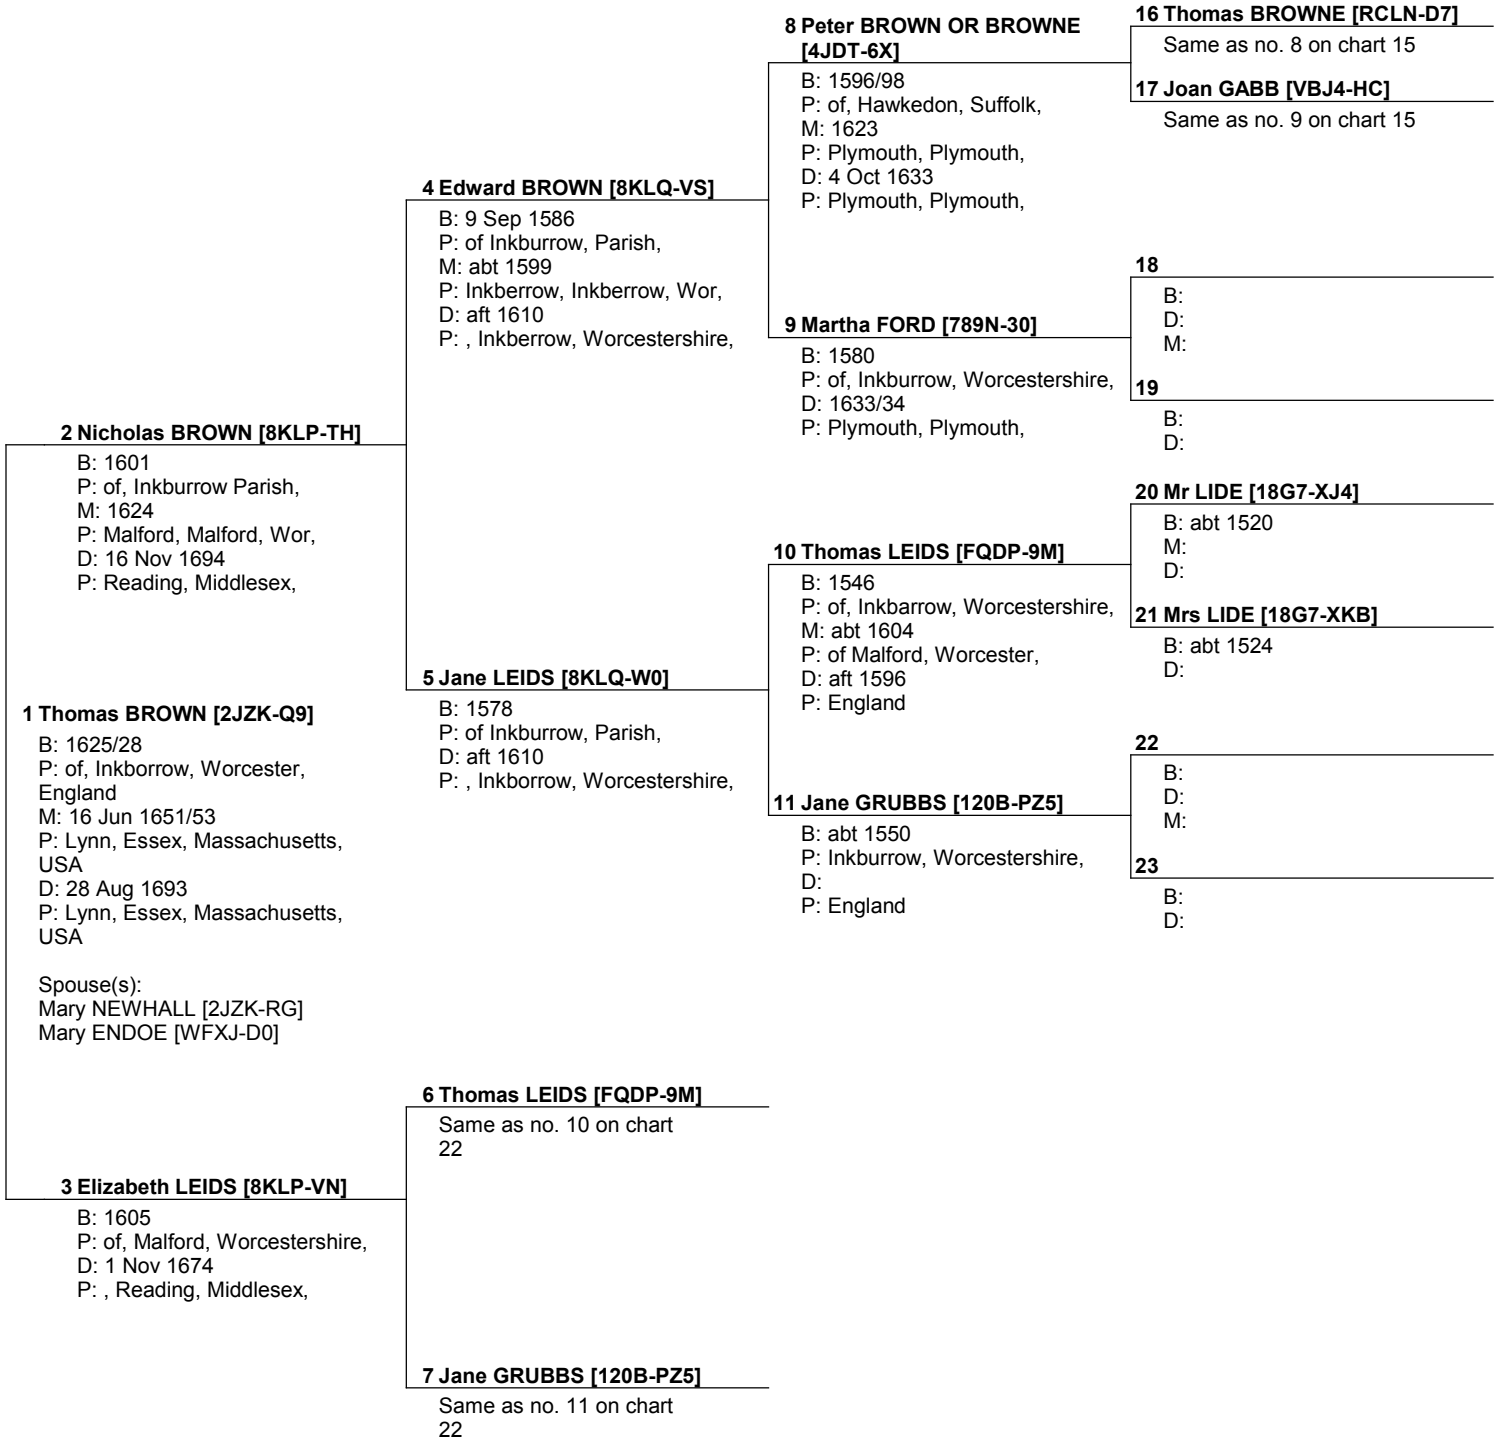 1 Thomas BROWN [2JZK-Q9]
B: 1625/28
P: of, Inkborrow, Worcester,
England
M: 16 Jun 1651/53
P: Lynn, Essex, Massachusetts,
USA
D: 28 Aug 1693
P: Lynn, Essex, Massachusetts,
USA
Spouse(s):
Mary NEWHALL [2JZK-RG]
Mary ENDOE [WFXJ-D0]
2 Nicholas BROWN [8KLP-TH]
B: 1601
P: of, Inkburrow Parish,
M: 1624
P: Malford, Malford, Wor,
D: 16 Nov 1694
P: Reading, Middlesex,
3 Elizabeth LEIDS [8KLP-VN]
B: 1605
P: of, Malford, Worcestershire,
D: 1 Nov 1674
P: , Reading, Middlesex,
4 Edward BROWN [8KLQ-VS]
B: 9 Sep 1586
P: of Inkburrow, Parish,
M: abt 1599
P: Inkberrow, Inkberrow, Wor,
D: aft 1610
P: , Inkberrow, Worcestershire,
5 Jane LEIDS [8KLQ-W0]
B: 1578
P: of Inkburrow, Parish,
D: aft 1610
P: , Inkborrow, Worcestershire,
6 Thomas LEIDS [FQDP-9M]
Same as no. 10 on chart
22
7 Jane GRUBBS [120B-PZ5]
Same as no. 11 on chart
22
8 Peter BROWN OR BROWNE
[4JDT-6X]
B: 1596/98
P: of, Hawkedon, Suffolk,
M: 1623
P: Plymouth, Plymouth,
D: 4 Oct 1633
P: Plymouth, Plymouth,
9 Martha FORD [789N-30]
B: 1580
P: of, Inkburrow, Worcestershire,
D: 1633/34
P: Plymouth, Plymouth,
10 Thomas LEIDS [FQDP-9M]
B: 1546
P: of, Inkbarrow, Worcestershire,
M: abt 1604
P: of Malford, Worcester,
D: aft 1596
P: England
11 Jane GRUBBS [120B-PZ5]
B: abt 1550
P: Inkburrow, Worcestershire,
D:
P: England
16 Thomas BROWNE [RCLN-D7]
Same as no. 8 on chart 15
17 Joan GABB [VBJ4-HC]
Same as no. 9 on chart 15
18
B:
D:
M:
19
B:
D:
20 Mr LIDE [18G7-XJ4]
B: abt 1520
M:
D:
21 Mrs LIDE [18G7-XKB]
B: abt 1524
D:
22
B:
D:
M:
23
B:
D: